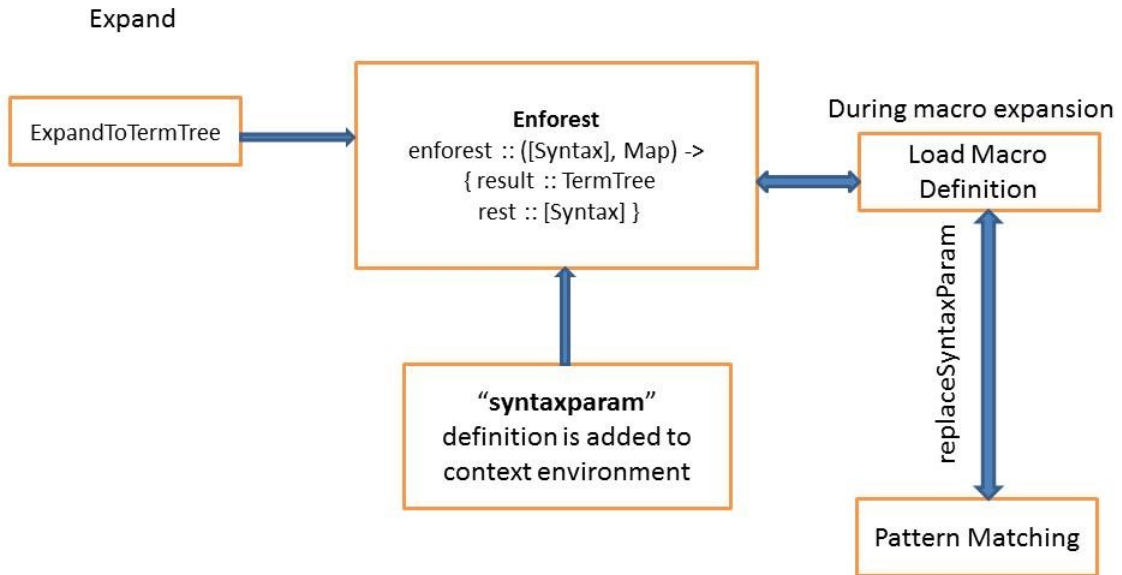 Expand
ExpandToTermTree
Enforest
enforest :: ([Syntax], Map) ->
{ result :: TermTree
rest :: [Syntax] }
During macro expansion
Load Macro
Definition
replaceSyntaxParam
“syntaxparam”
definition is added to
context environment
Pattern Matching